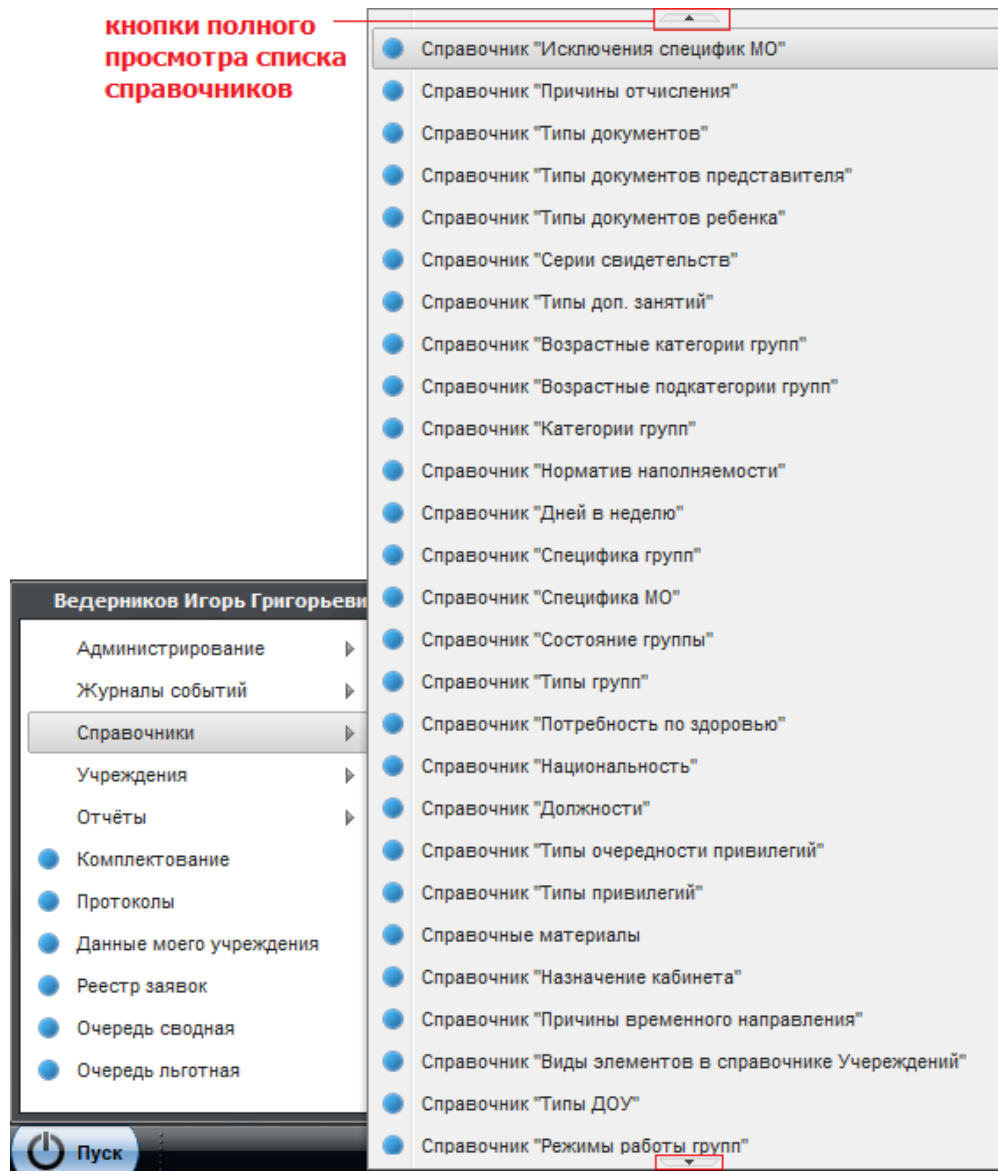 кнопки полного
просмотра списка
справочников
Справочник "Исключения специфик МО"
Справочник "Причины отчисления"
Справочник "Типы документов"
Справочник "Типы документов представителя"
Справочник "Типы документов ребенка"
Справочник "Серии свидетельств"
Справочник "Типы доп. занятий"
Справочник "Возрастные категории групп"
Справочник "Возрастные подкатегории групп"
Справочник "Категории групп"
Справочник "Норматив наполняемости"
Справочник "Дней в неделю"
Справочник "Специфика групп"
Справочник "Специфика МО"
Справочник "Состояние группы"
Справочник "Типы групп"
Справочник "Потребность по здоровью"
Справочник "Национальность"
Справочник "Должности"
Справочник "Типы очередности привилегий"
Справочник "Типы привилегий"
Справочные материалы
Справочник "Назначение кабинета"
Справочник "Причины временного направления"
Справочник "Виды элементов в справочнике Учереждений"
Справочник "Типы ДОУ"
Справочник "Режимы работы групп"
Ведерников Игорь Григорьеви
Администрирование
Журналы событий
Справочники
Учреждения
Отчёты
Комплектование
Протоколы
Данные моего учреждения
Реестр заявок
Очередь сводная
Очередь льготная
Пуск